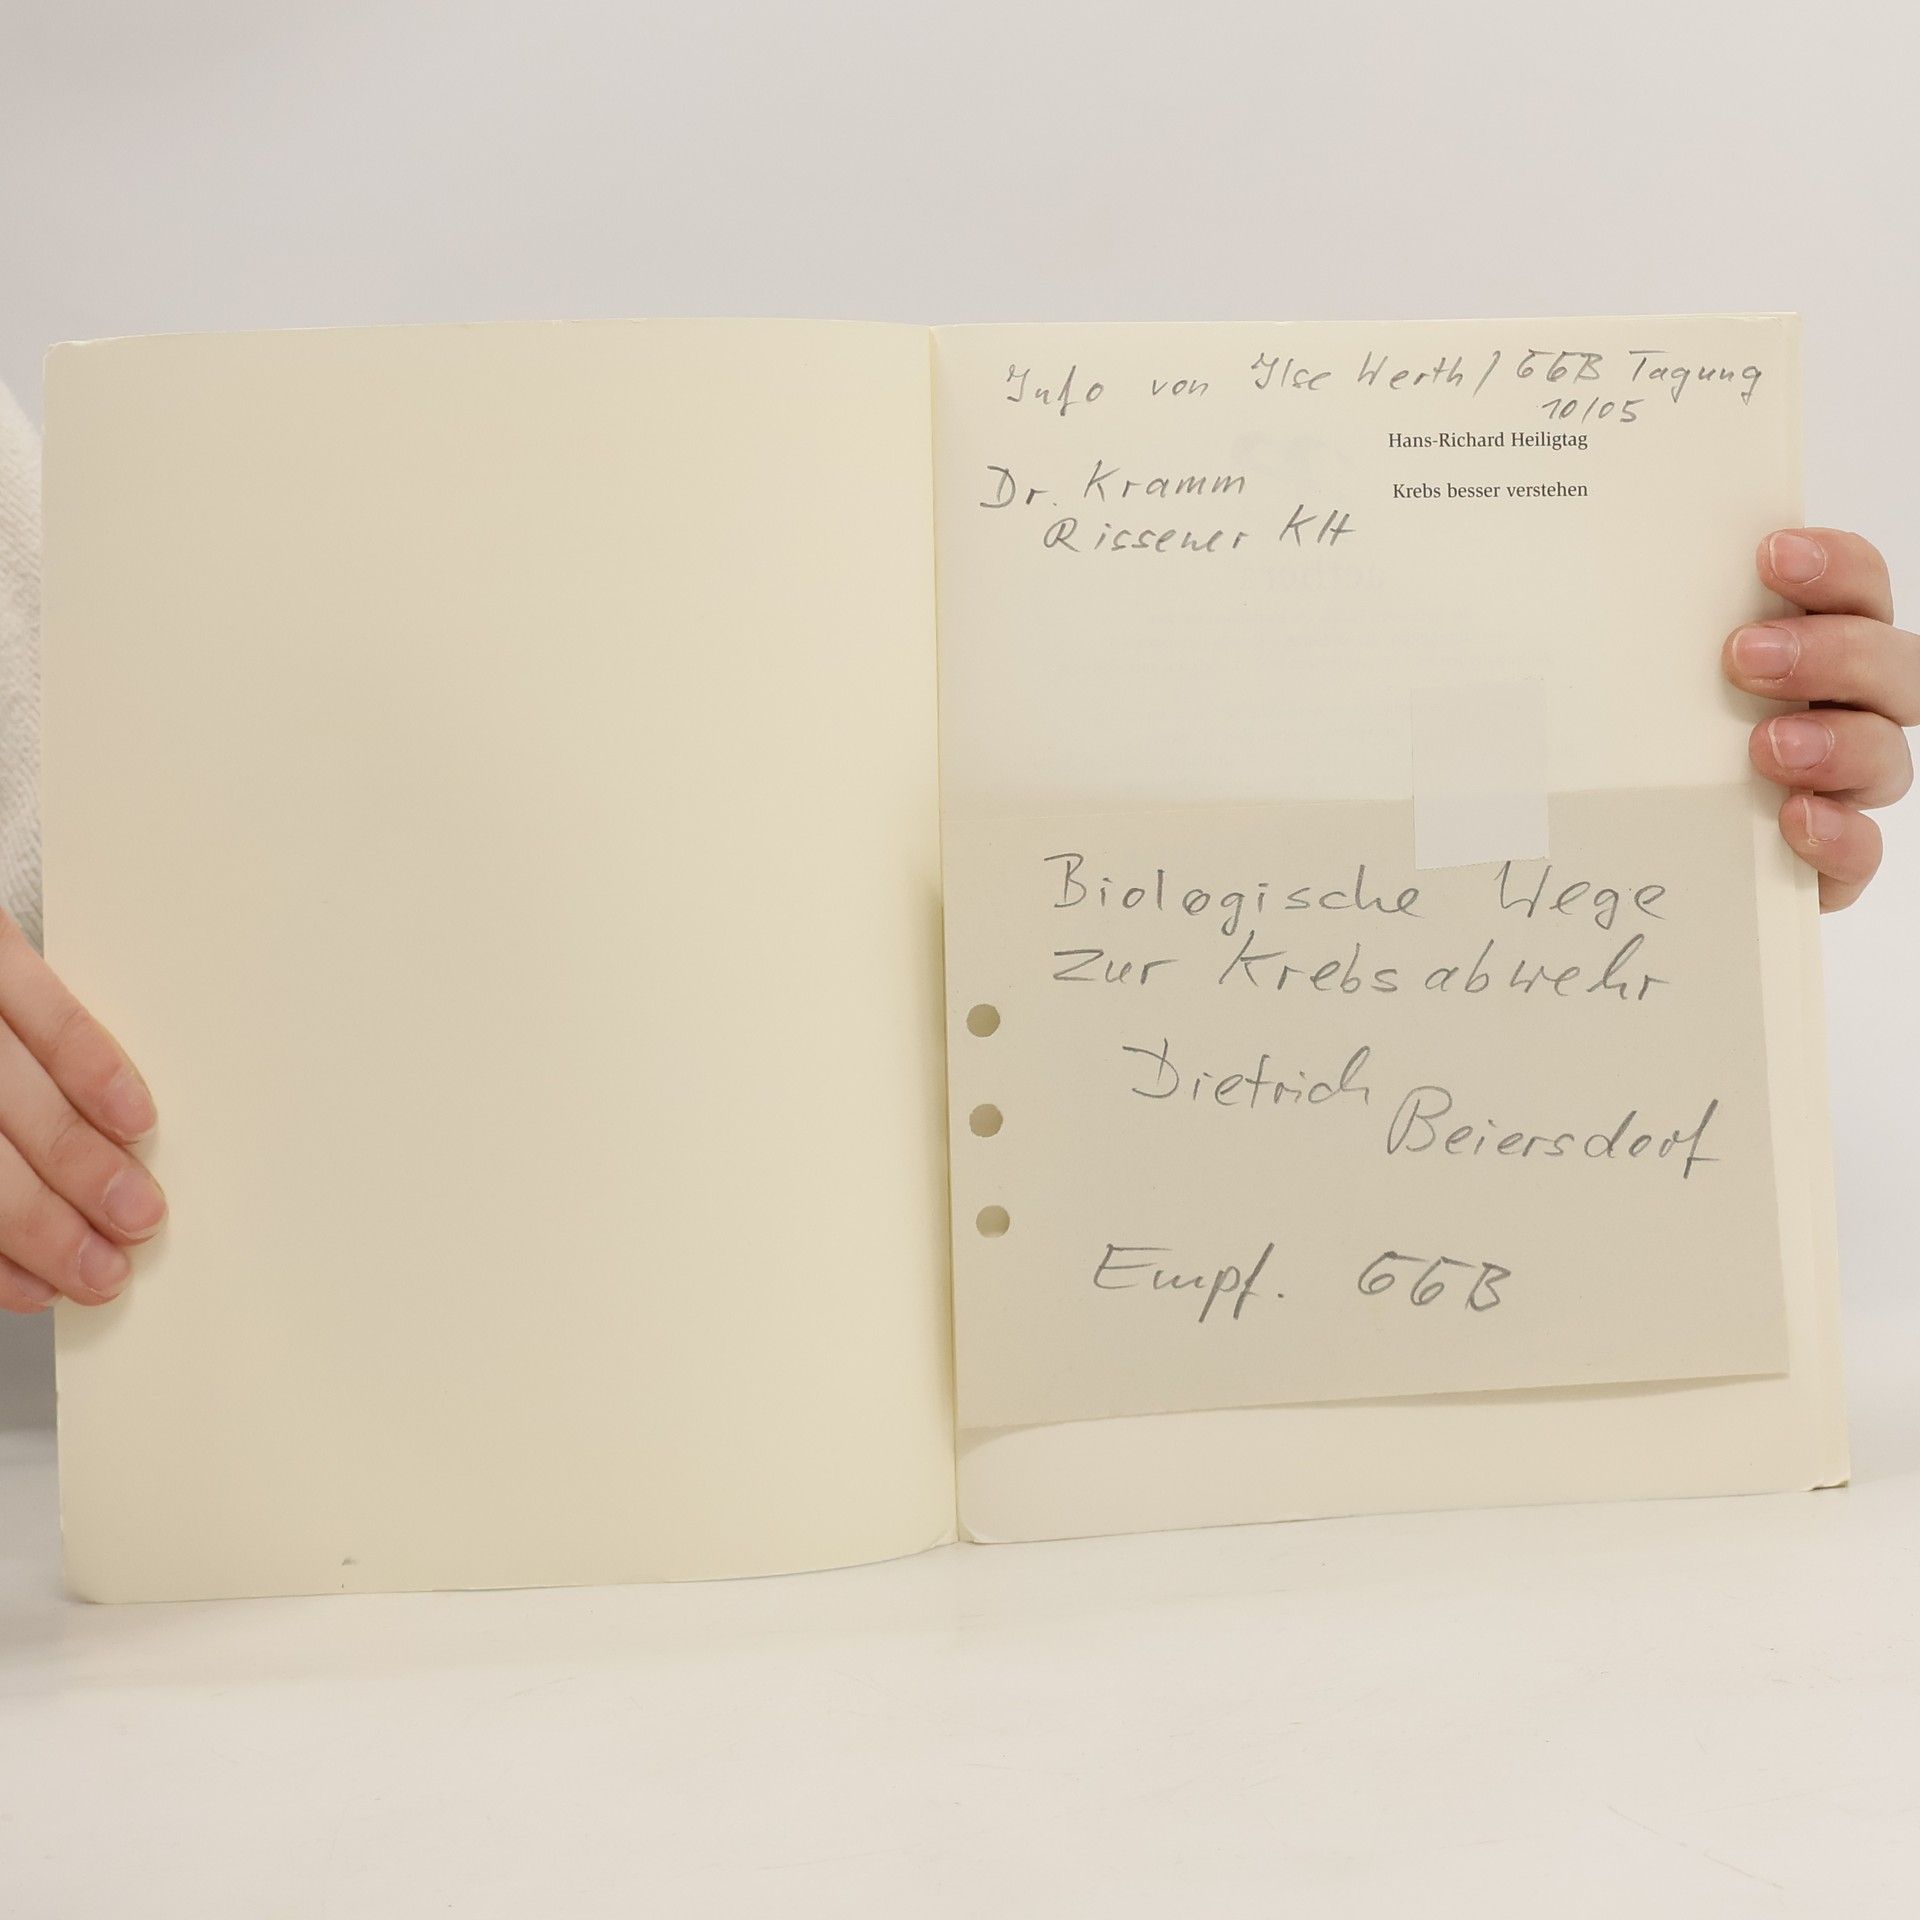 Info von Ilse Werth / GGB Tagung
10/05
Hans-Richard Heiligtag
Dr. Kramm
Krebs besser verstehen
Rissener KH
Biologische Wege
zur Krebsabwehr
Dietrich
Beiersdorf
Empf. GGB